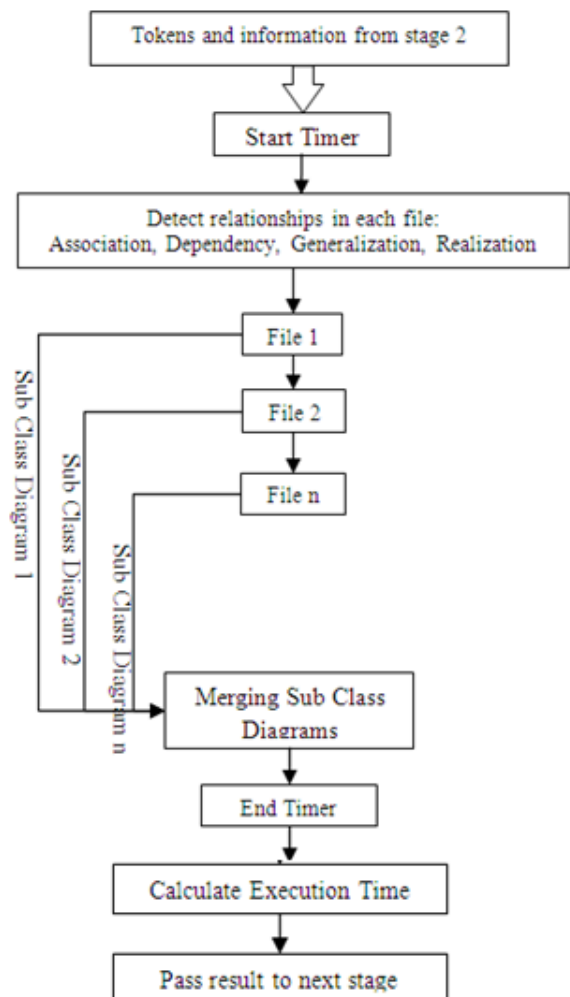 Tokens and information from stage 2
Start Timer
Detect relationships in each file:
Association, Dependency, Generalization, Realization
File 1
File 2
File n
Sub Class Diagram 1
Sub Class Diagram 2
Sub Class Diagram n
Merging Sub Class
Diagrams
End Timer
Calculate Execution Time
Pass result to next stage